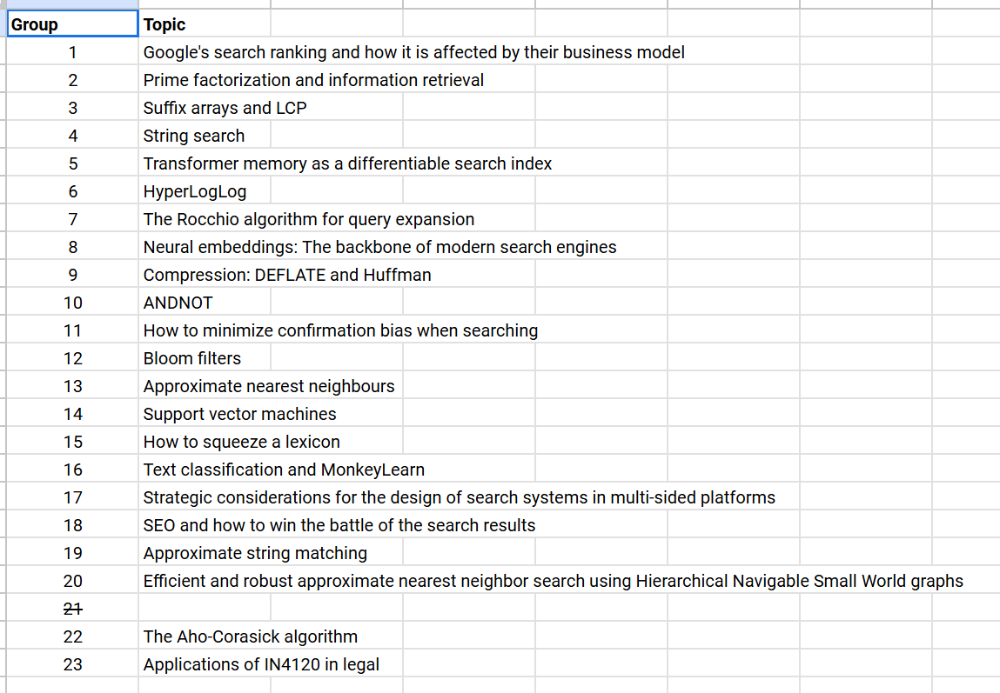 Group Topic
1 Google's search ranking and how it is affected by their business model
2 Prime factorization and information retrieval
3 Suffix arrays and LCP
4 String search
5 Transformer memory as a differentiable search index
6 HyperLogLog
7 The Rocchio algorithm for query expansion
8 Neural embeddings: The backbone of modern search engines
9 Compression: DEFLATE and Huffman
10 ANDNOT
11 How to minimize confirmation bias when searching
12 Bloom filters
13 Approximate nearest neighbours
14 Support vector machines
15 How to squeeze a lexicon
16 Text classification and MonkeyLearn
17 Strategic considerations for the design of search systems in multi-sided platforms
18 SEO and how to win the battle of the search results
19 Approximate string matching
20 Efficient and robust approximate nearest neighbor search using Hierarchical Navigable Small World graphs
21
22 The Aho-Corasick algorithm
23 Applications of IN4120 in legal